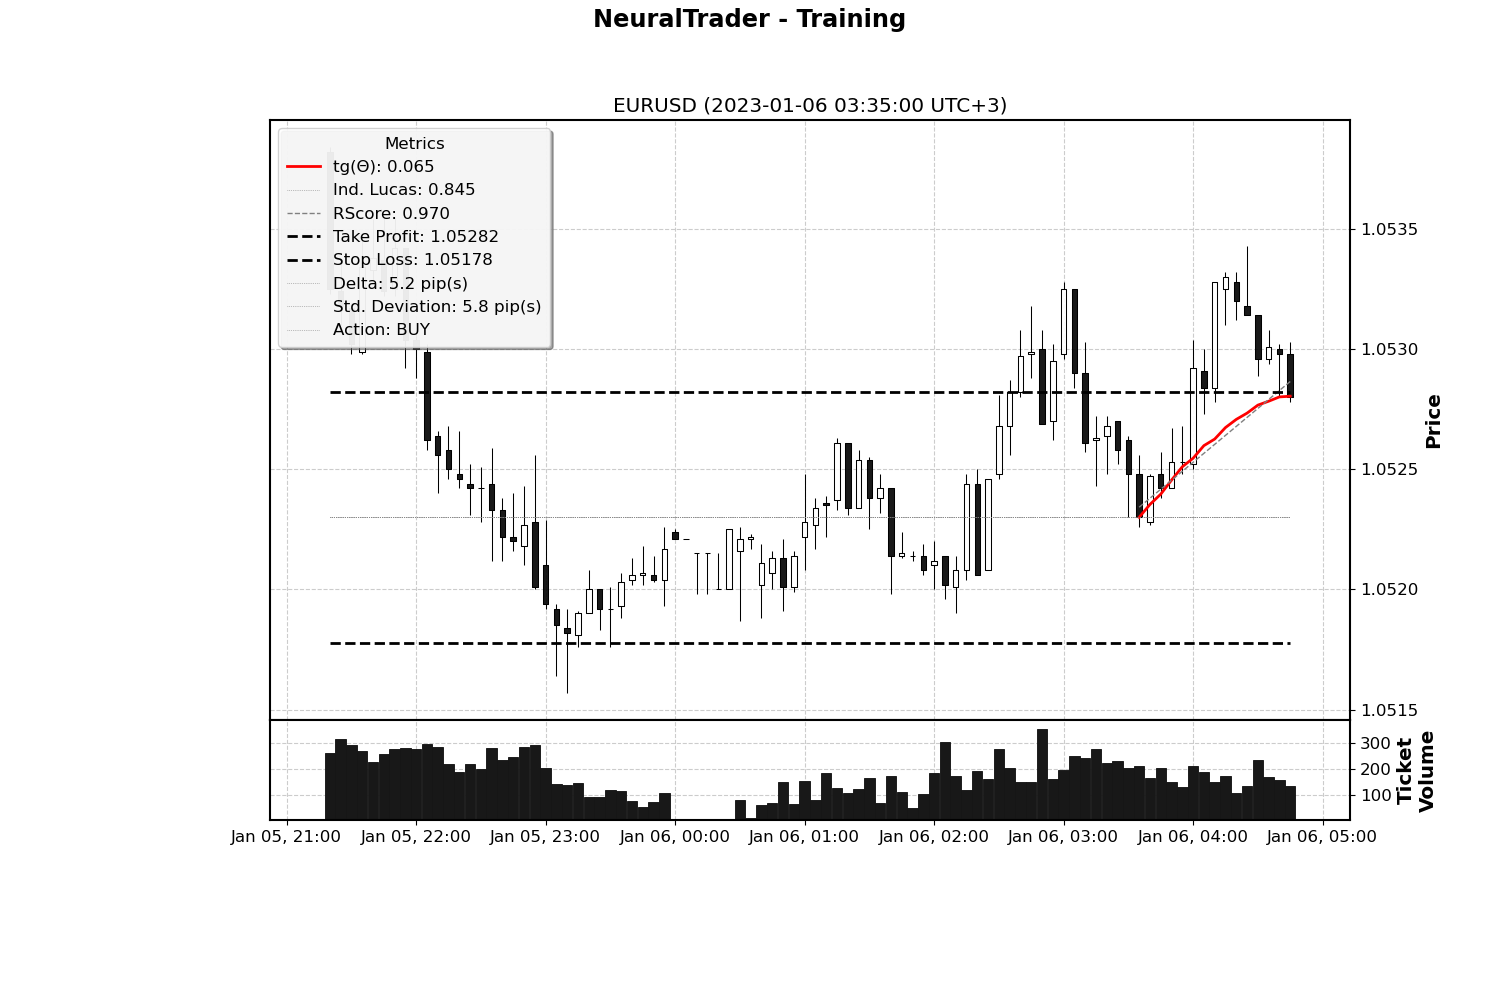 NeuralTrader - Training
EURUSD (2023-01-06 03:35:00 UTC+3)
Metrics
tg(Θ): 0.065
Ind. Lucas: 0.845
RScore: 0.970
Take Profit: 1.05282
Stop Loss: 1.05178
Delta: 5.2 pip(s)
Std. Deviation: 5.8 pip(s)
Action: BUY
1.0535
1.0530
1.0525
1.0520
1.0515
Price
300
200
100
Ticket
Volume
Jan 05, 21:00
Jan 05, 22:00
Jan 05, 23:00
Jan 06, 00:00
Jan 06, 01:00
Jan 06, 02:00
Jan 06, 03:00
Jan 06, 04:00
Jan 06, 05:00